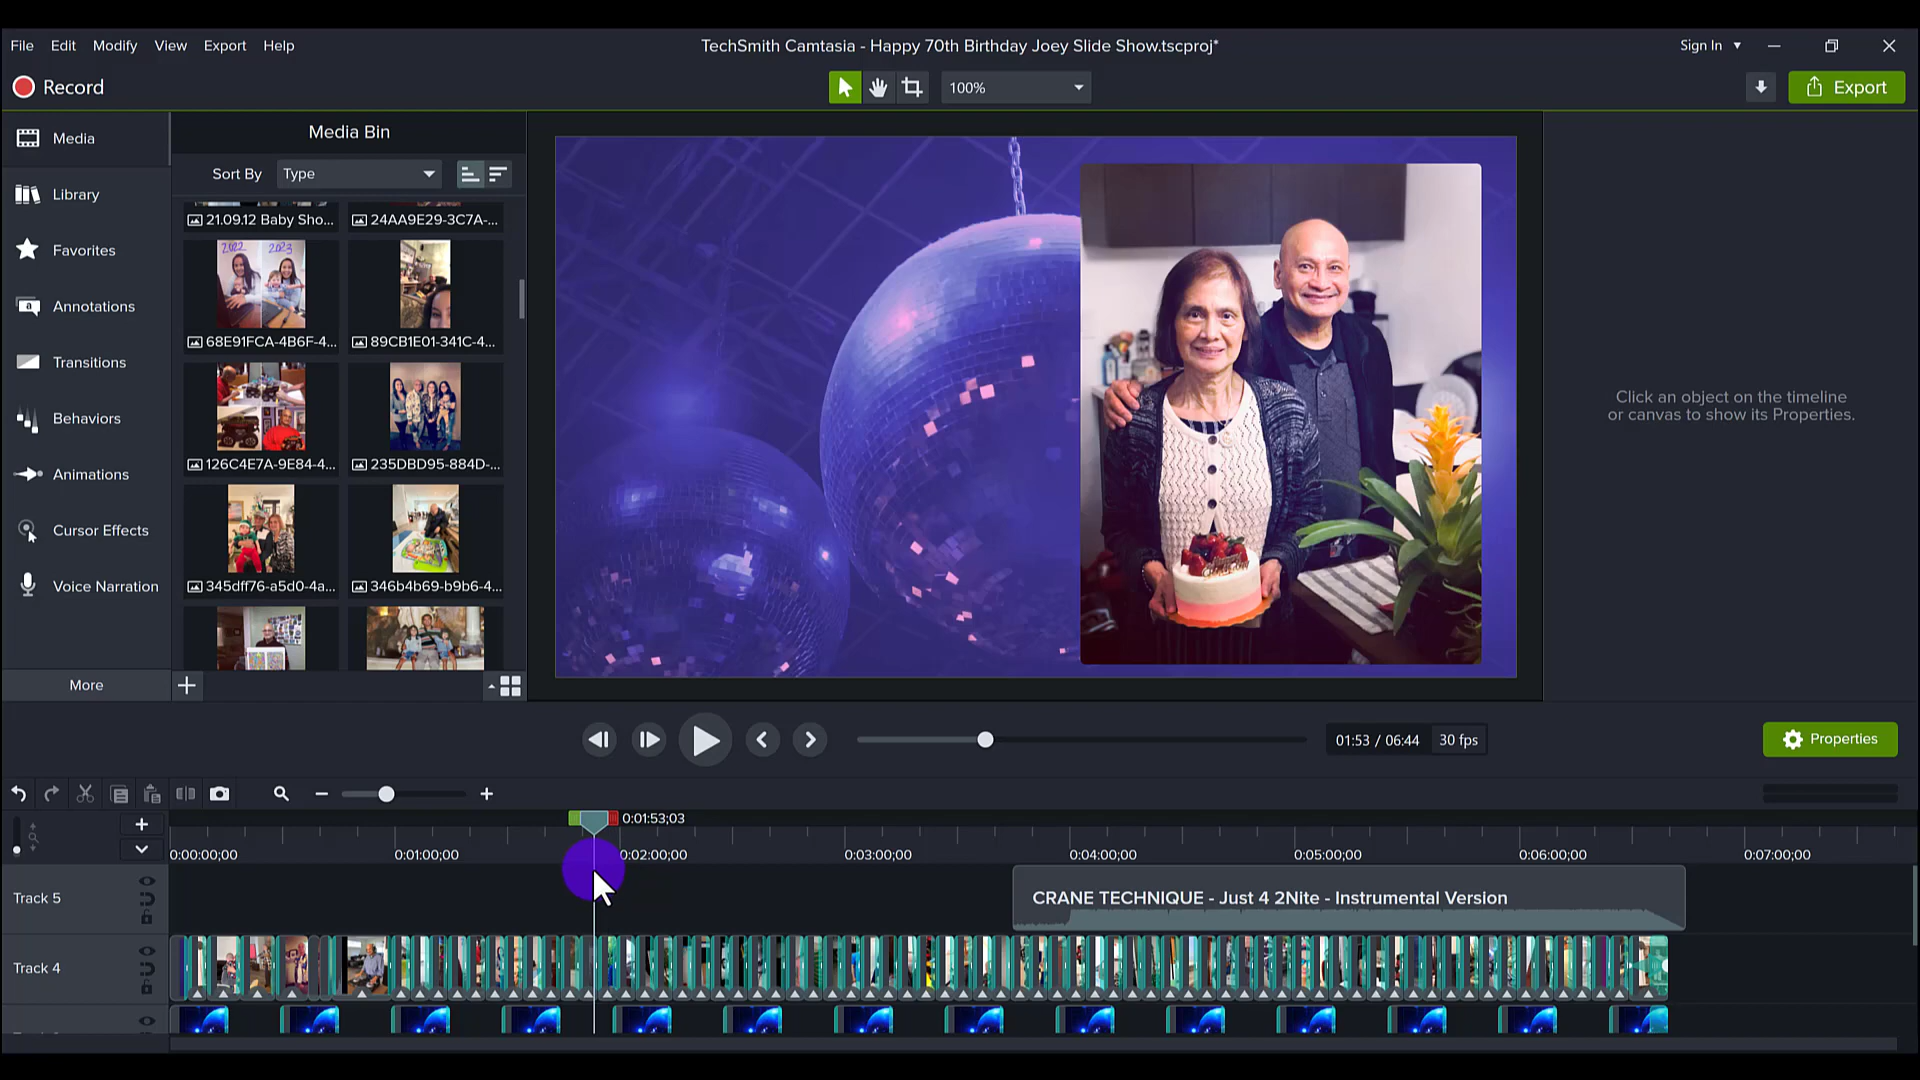 File Edit Modify View Export Help
TechSmith Camtasia - Happy 70th Birthday Joey Slide Show.tscproj*
Sign In
Record
100%
Export
Media
Library
Favorites
Annotations
Transitions
Behaviors
Animations
Cursor Effects
Voice Narration
More
Media Bin
Sort By Type
21.09.12 Baby Sho... 24AA9E29-3C7A-...
2022 2023
68E91FCA-4B6F-4... 89CB1E01-341C-4...
126C4E7A-9E84-4... 235DBD95-884D-...
345dff76-a5d0-4a... 346b4b69-b9b6-4...
Click an object on the timeline
or canvas to show its Properties.
01:53 / 06:44 30 fps
Properties
0:01:53;03
0:00:00;00 0:01:00;00 0:02:00;00 0:03:00;00 0:04:00;00 0:05:00;00 0:06:00;00 0:07:00;00
Track 5
CRANE TECHNIQUE - Just 4 2Nite - Instrumental Version
Track 4